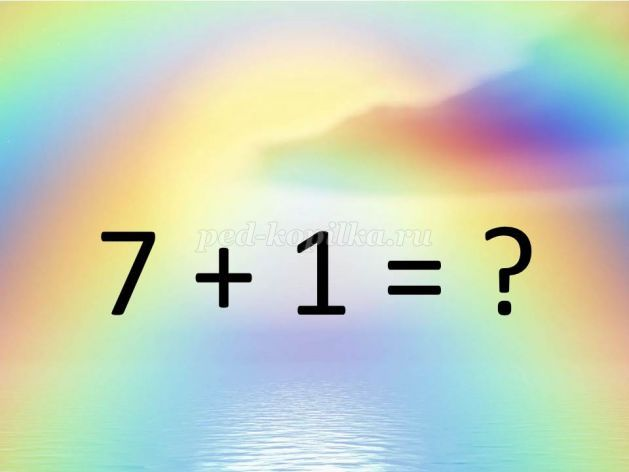 ped-kopilka.ru
7 + 1 = ?